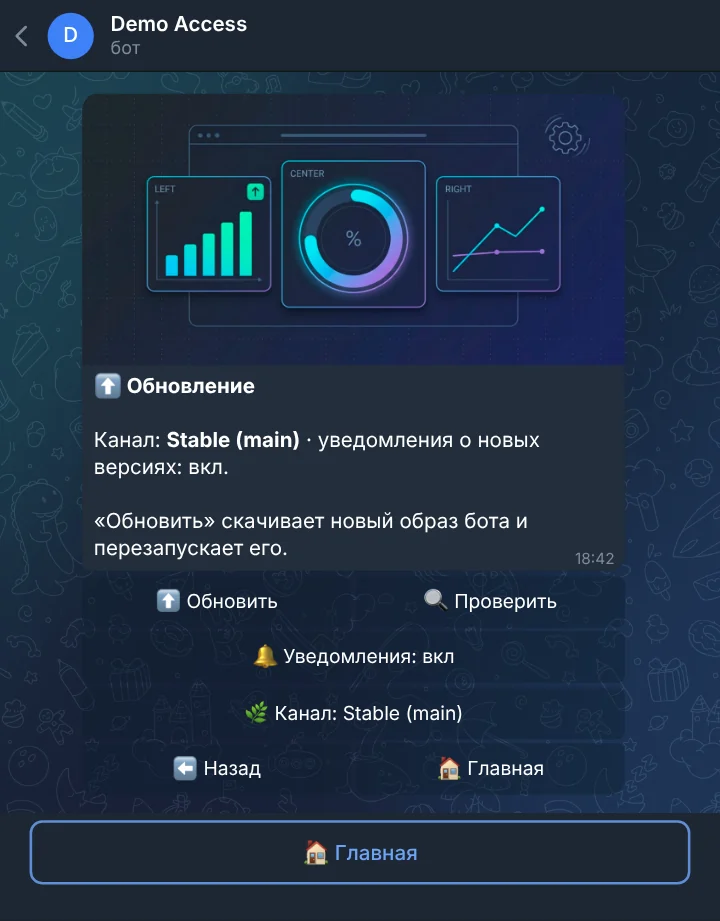 D
Demo Access
бот
LEFT
CENTER
RIGHT
%
⬆️ Обновление
Канал: Stable (main) · уведомления о новых
версиях: вкл.
«Обновить» скачивает новый образ бота и
перезапускает его.
18:42
⬆️ Обновить
🔍 Проверить
🔔 Уведомления: вкл
🌿 Канал: Stable (main)
⬅️ Назад
🏠 Главная
🏠 Главная